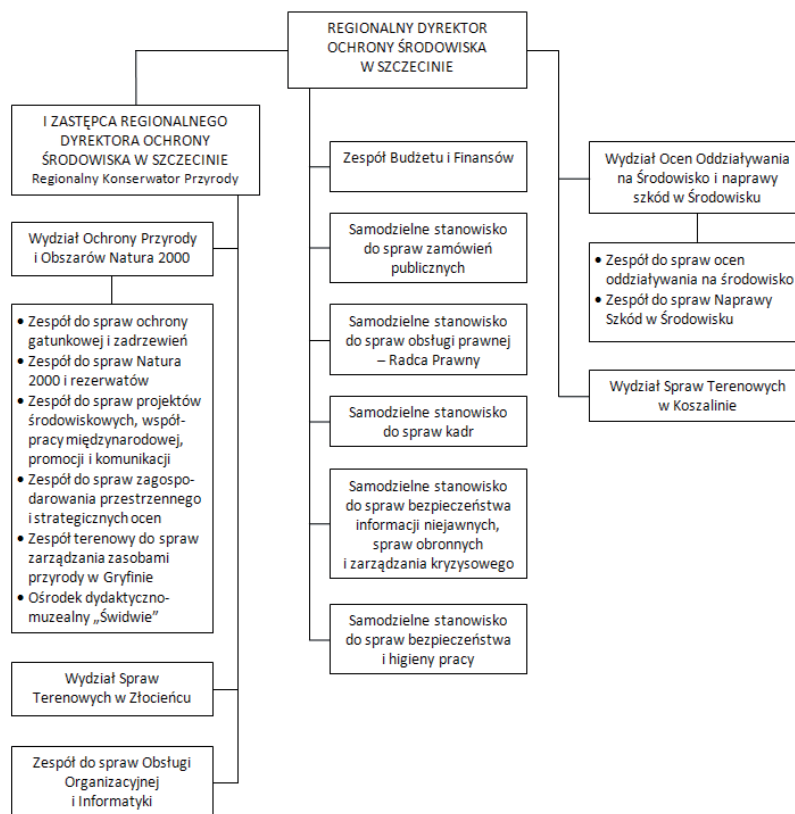 REGIONALNY DYREKTOR
OCHRONY ŚRODOWISKA
W SZCZECINIE
I ZASTĘPCA REGIONALNEGO
DYREKTORA OCHRONY
ŚRODOWISKA W SZCZECINIE
Regionalny Konserwator Przyrody
Wydział Ochrony Przyrody
i Obszarów Natura 2000
• Zespół do spraw ochrony
gatunkowej i zadrzewień
• Zespół do spraw Natura
2000 i rezerwatów
• Zespół do spraw projektów
środowiskowych, współ-
pracy międzynarodowej,
promocji i komunikacji
• Zespół do spraw zagospo-
darowania przestrzennego
i strategicznych ocen
• Zespół terenowy do spraw
zarządzania zasobami
przyrody w Gryfinie
• Ośrodek dydaktyczno-
muzealny „Świdwie”
Wydział Spraw
Terenowych w Złocieńcu
Zespół do spraw Obsługi
Organizacyjnej
i Informatyki
Zespół Budżetu i Finansów
Samodzielne stanowisko
do spraw zamówień
publicznych
Samodzielne stanowisko
do spraw obsługi prawnej
– Radca Prawny
Samodzielne stanowisko
do spraw kadr
Samodzielne stanowisko
do spraw bezpieczeństwa
informacji niejawnych,
spraw obronnych
i zarządzania kryzysowego
Samodzielne stanowisko
do spraw bezpieczeństwa
i higieny pracy
Wydział Ocen Oddziaływania
na Środowisko i naprawy
szkód w Środowisku
• Zespół do spraw ocen
oddziaływania na środowisko
• Zespół do spraw Naprawy
Szkód w Środowisku
Wydział Spraw Terenowych
w Koszalinie